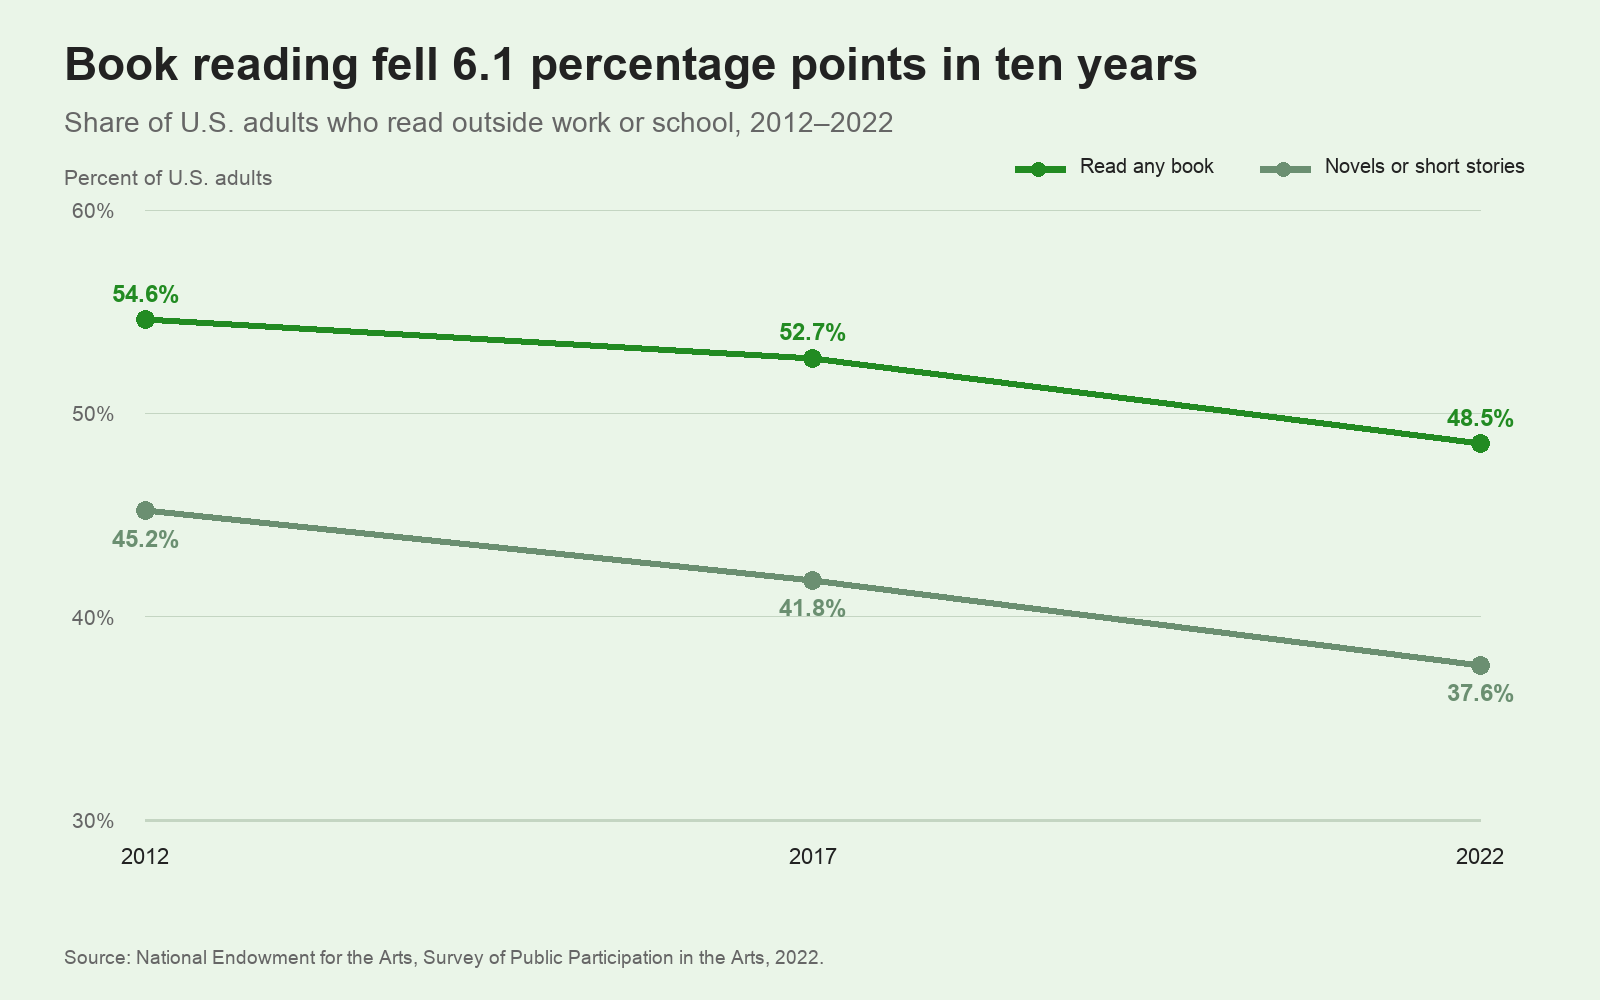 Book reading fell 6.1 percentage points in ten years
Share of U.S. adults who read outside work or school, 2012–2022
Percent of U.S. adults
Read any book
Novels or short stories
60%
54.6%
52.7%
50%
48.5%
45.2%
41.8%
40%
37.6%
30%
2012
2017
2022
Source: National Endowment for the Arts, Survey of Public Participation in the Arts, 2022.